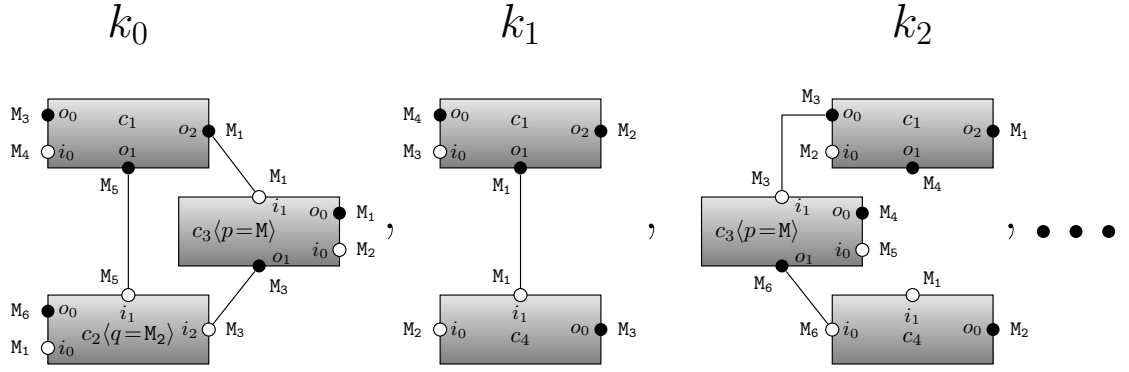 k₀ k₁ k₂
M₃ o₀ c₁ o₂ M₁ M₄ o₀ c₁ o₂ M₂ M₃ o₀ c₁ o₂ M₁
M₄ i₀ o₁ M₃ i₀ o₁ M₂ i₀ o₁
M₅ M₁ M₁ M₃ M₄
i₁ i₁
c₃⟨p=M⟩ o₀ M₁ , , c₃⟨p=M⟩ o₀ M₄ , • • •
o₁ i₀ M₂ o₁ i₀ M₅
M₅ M₃ M₁ M₆ M₁
M₆ o₀ i₁ i₁ i₁
c₂⟨q=M₂⟩ i₂ M₃ M₂ i₀ o₀ M₃ M₆ i₀ o₀ M₂
M₁ i₀ c₄ c₄